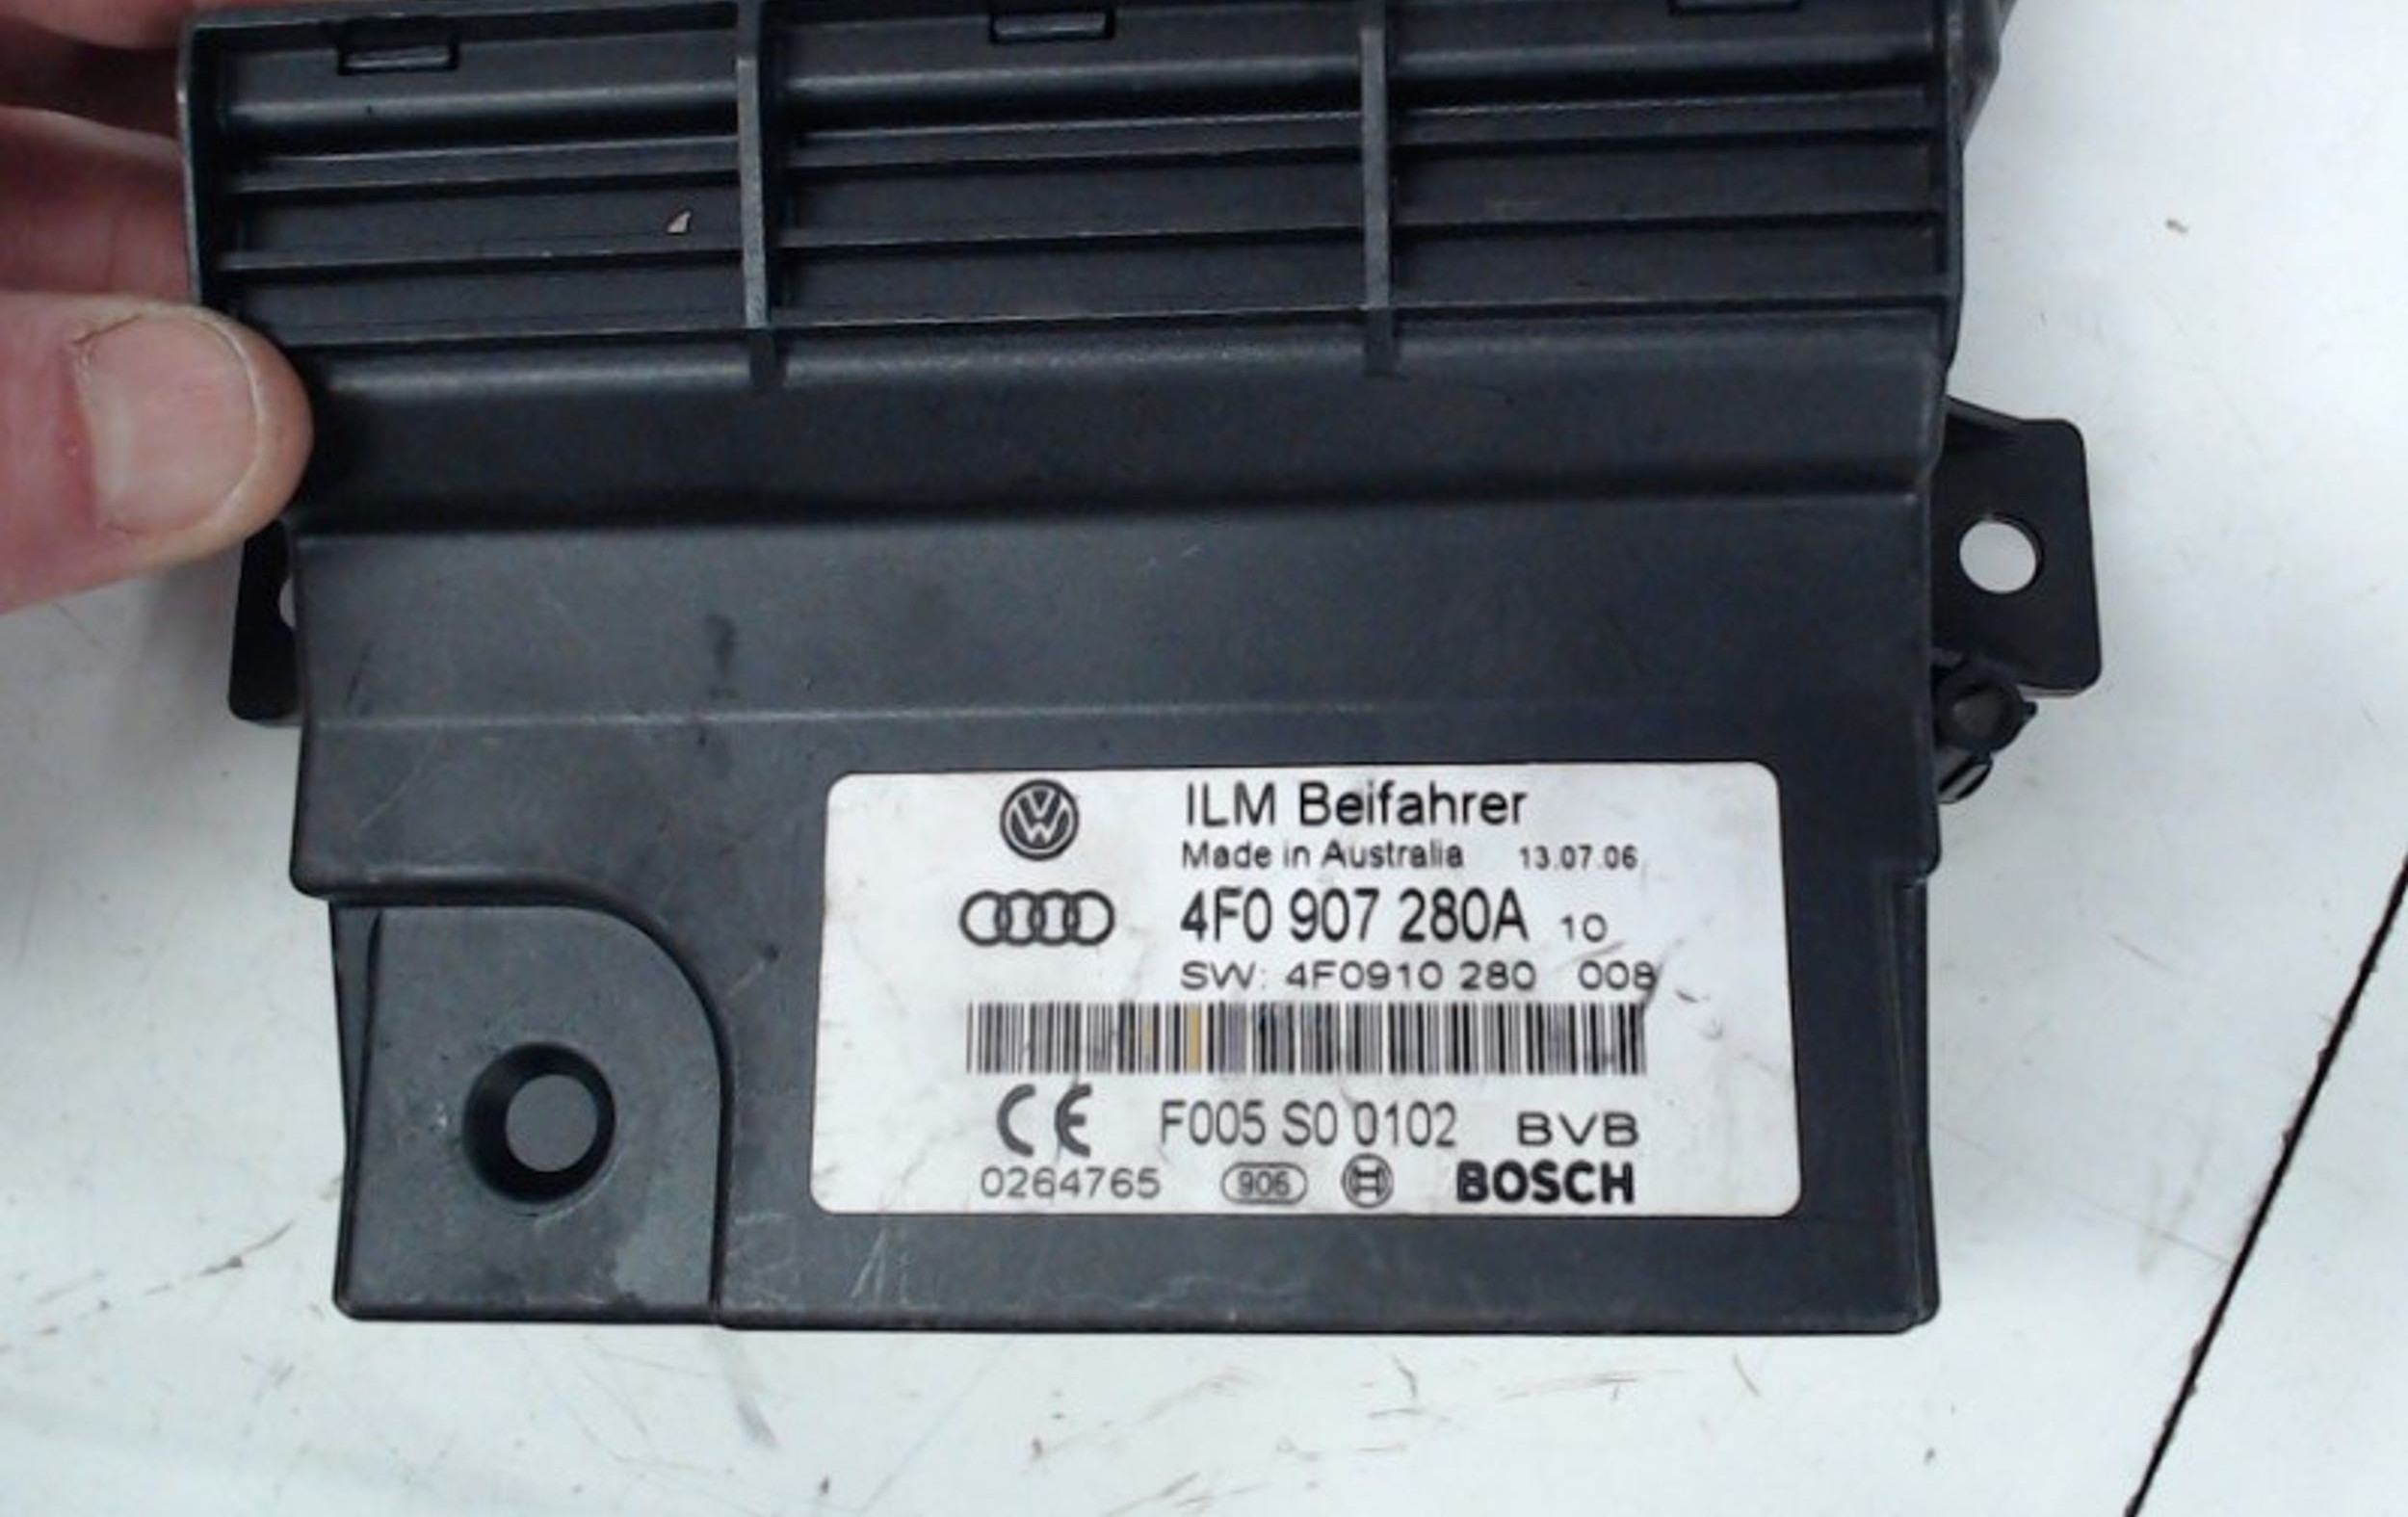 ILM Beifahrer
Made in Australia 13.07.06
4F0 907 280A 10
SW: 4F0910 280 008
CE F005 S0 0102 BVB
0264765 906 BOSCH